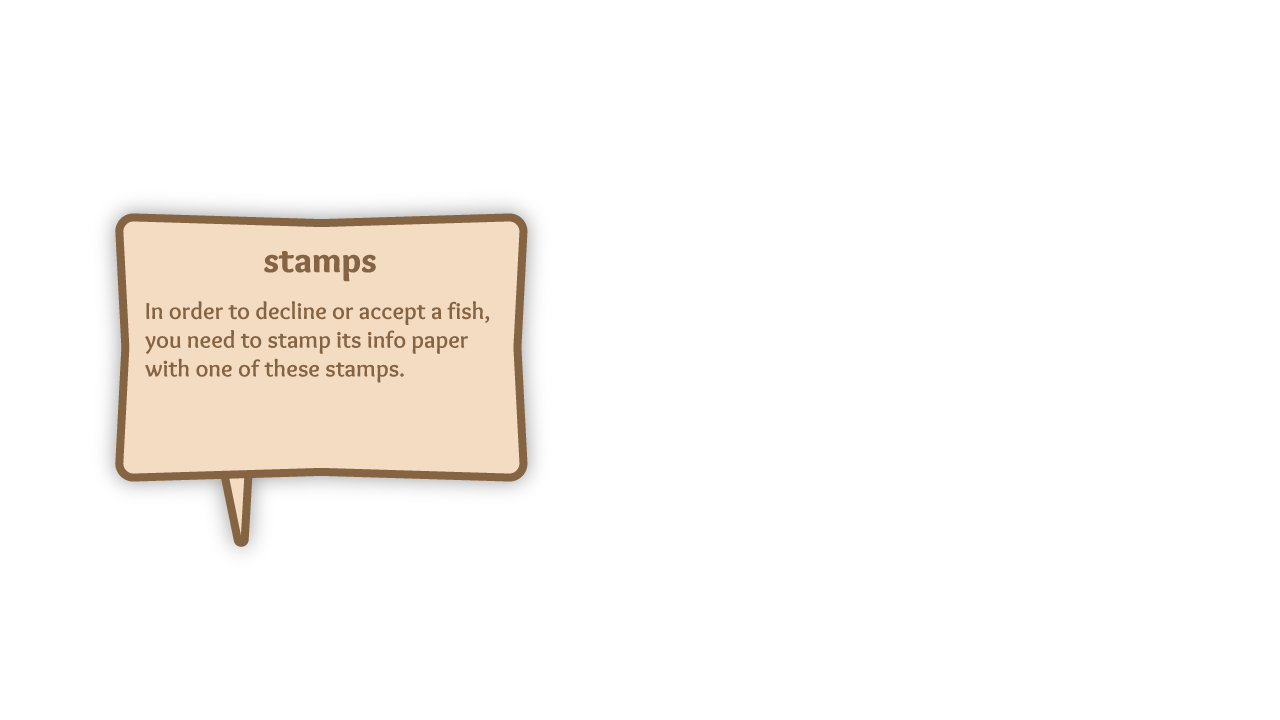 stamps
In order to decline or accept a fish,
you need to stamp its info paper
with one of these stamps.